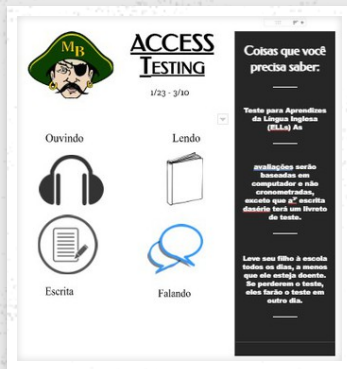 MB
ACCESS
TESTING
1/23 - 3/10
Ouvindo
Lendo
Escrita
Falando
Coisas que você
precisa saber:
Teste para Aprendizes
da Língua Inglesa
(ELLs) As
avaliações serão
baseadas em
computador e não
cronometradas,
exceto que a
escrita
dasério terá um livreto
de teste.
Leve seu filho à escola
todos os dias, a menos
que ele esteja doente.
Se perderem o teste,
eles farão o teste em
outro dia.